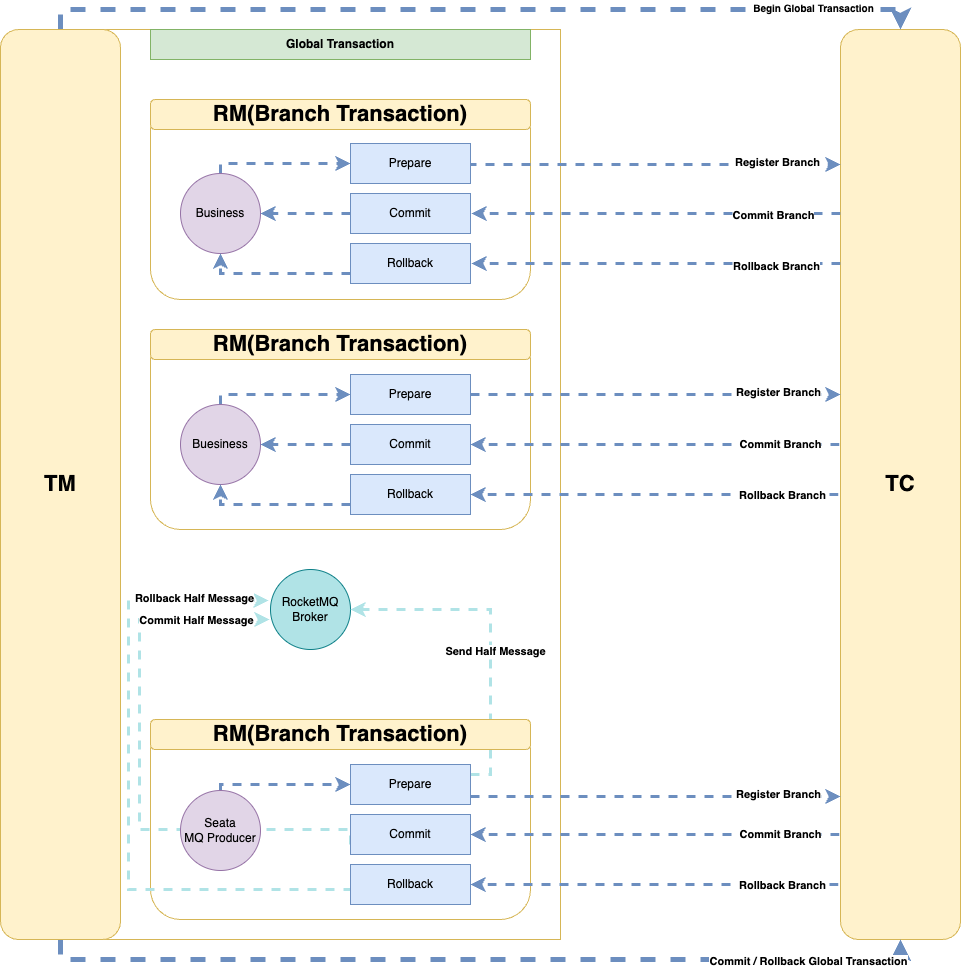 Begin Global Transaction
Global Transaction
RM(Branch Transaction)
Prepare
Register Branch
Business
Commit
Commit Branch
Rollback
Rollback Branch
RM(Branch Transaction)
Prepare
Register Branch
Buesiness
Commit
Commit Branch
TM
TC
Rollback
Rollback Branch
Rollback Half Message
RocketMQ
Broker
Commit Half Message
Send Half Message
RM(Branch Transaction)
Prepare
Register Branch
Seata
MQ Producer
Commit
Commit Branch
Rollback
Rollback Branch
Commit / Rollback Global Transaction